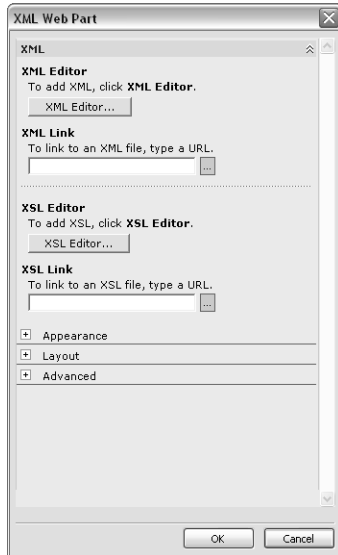 XML Web Part
XML
XML Editor
To add XML, click XML Editor.
XML Editor...
XML Link
To link to an XML file, type a URL.
...
XSL Editor
To add XSL, click XSL Editor.
XSL Editor...
XSL Link
To link to an XSL file, type a URL.
...
Appearance
Layout
Advanced
OK Cancel